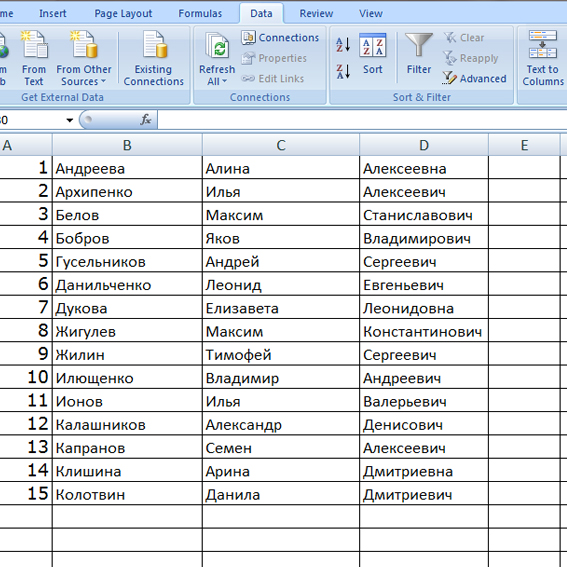 me Insert Page Layout Formulas Data Review View
From Text From Other Sources Existing Connections Refresh All Connections Properties Edit Links Sort Filter Clear Reapply Advanced Text to Columns
Get External Data Connections Sort & Filter
30 fx
A B C D E
1 Андреева Алина Алексеевна
2 Архипенко Илья Алексеевич
3 Белов Максим Станиславович
4 Бобров Яков Владимирович
5 Гусельников Андрей Сергеевич
6 Данильченко Леонид Евгеньевич
7 Дукова Елизавета Леонидовна
8 Жигулев Максим Константинович
9 Жилин Тимофей Сергеевич
10 Илющенко Владимир Андреевич
11 Ионов Илья Валерьевич
12 Калашников Александр Денисович
13 Капранов Семен Алексеевич
14 Клишина Арина Дмитриевна
15 Колотвин Данила Дмитриевич